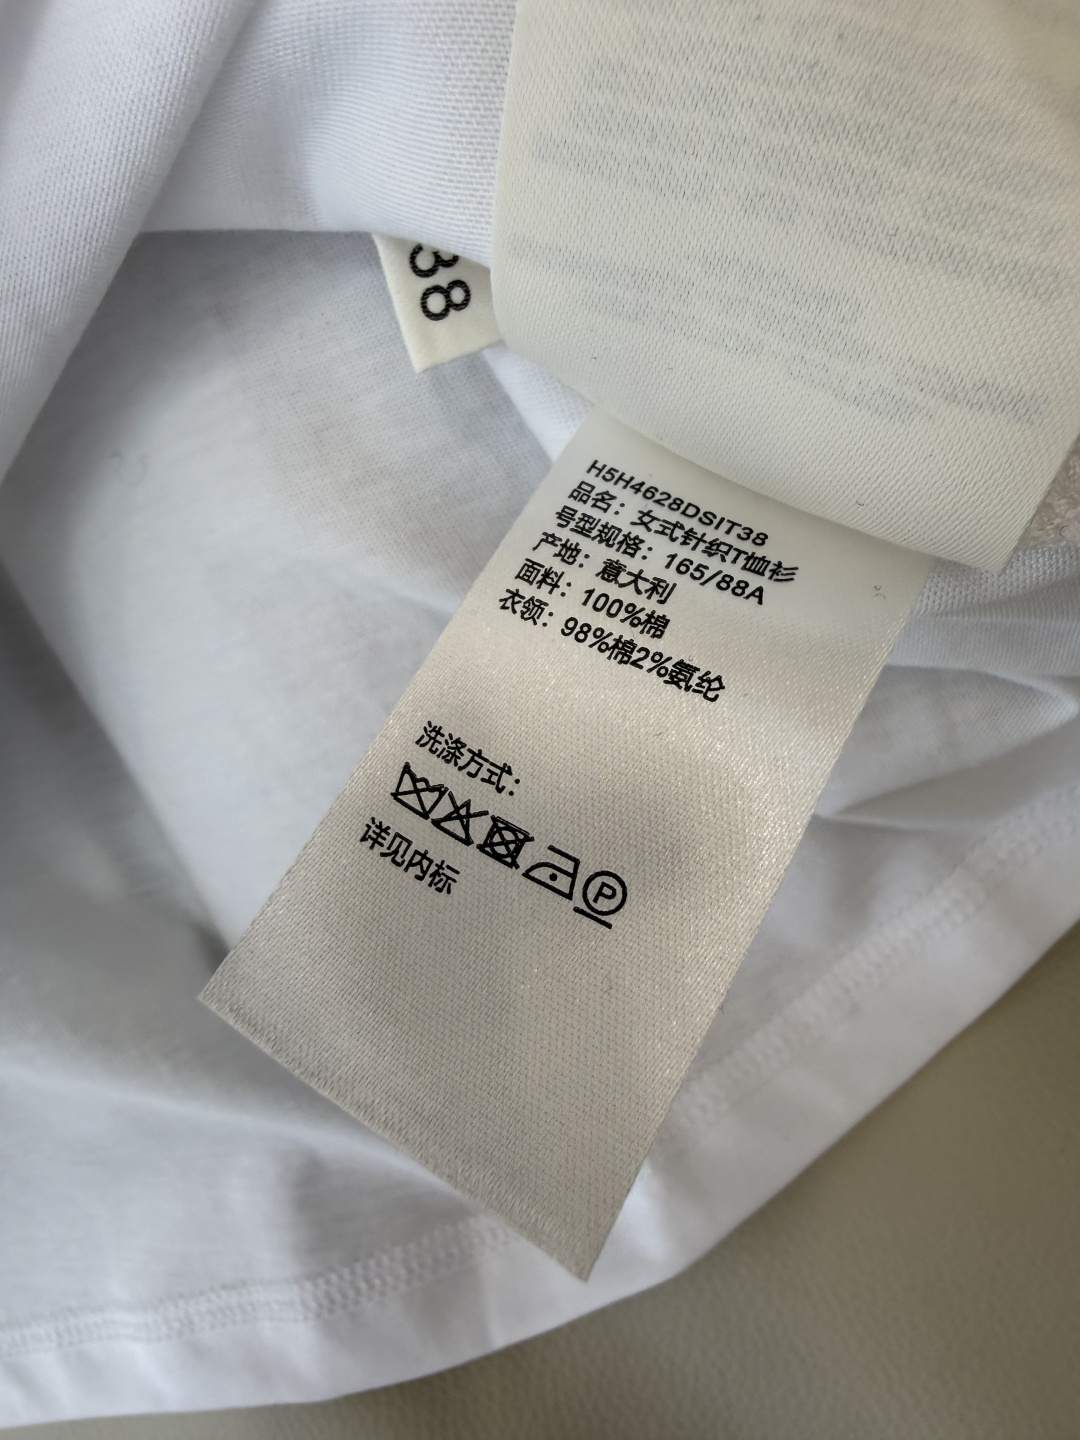 38
H5H4628DSIT38
品名：女式针织T恤衫
号型规格：165/88A
产地：意大利
面料：100%棉
衣领：98%棉2%氨纶
洗涤方式：
P
详见内标